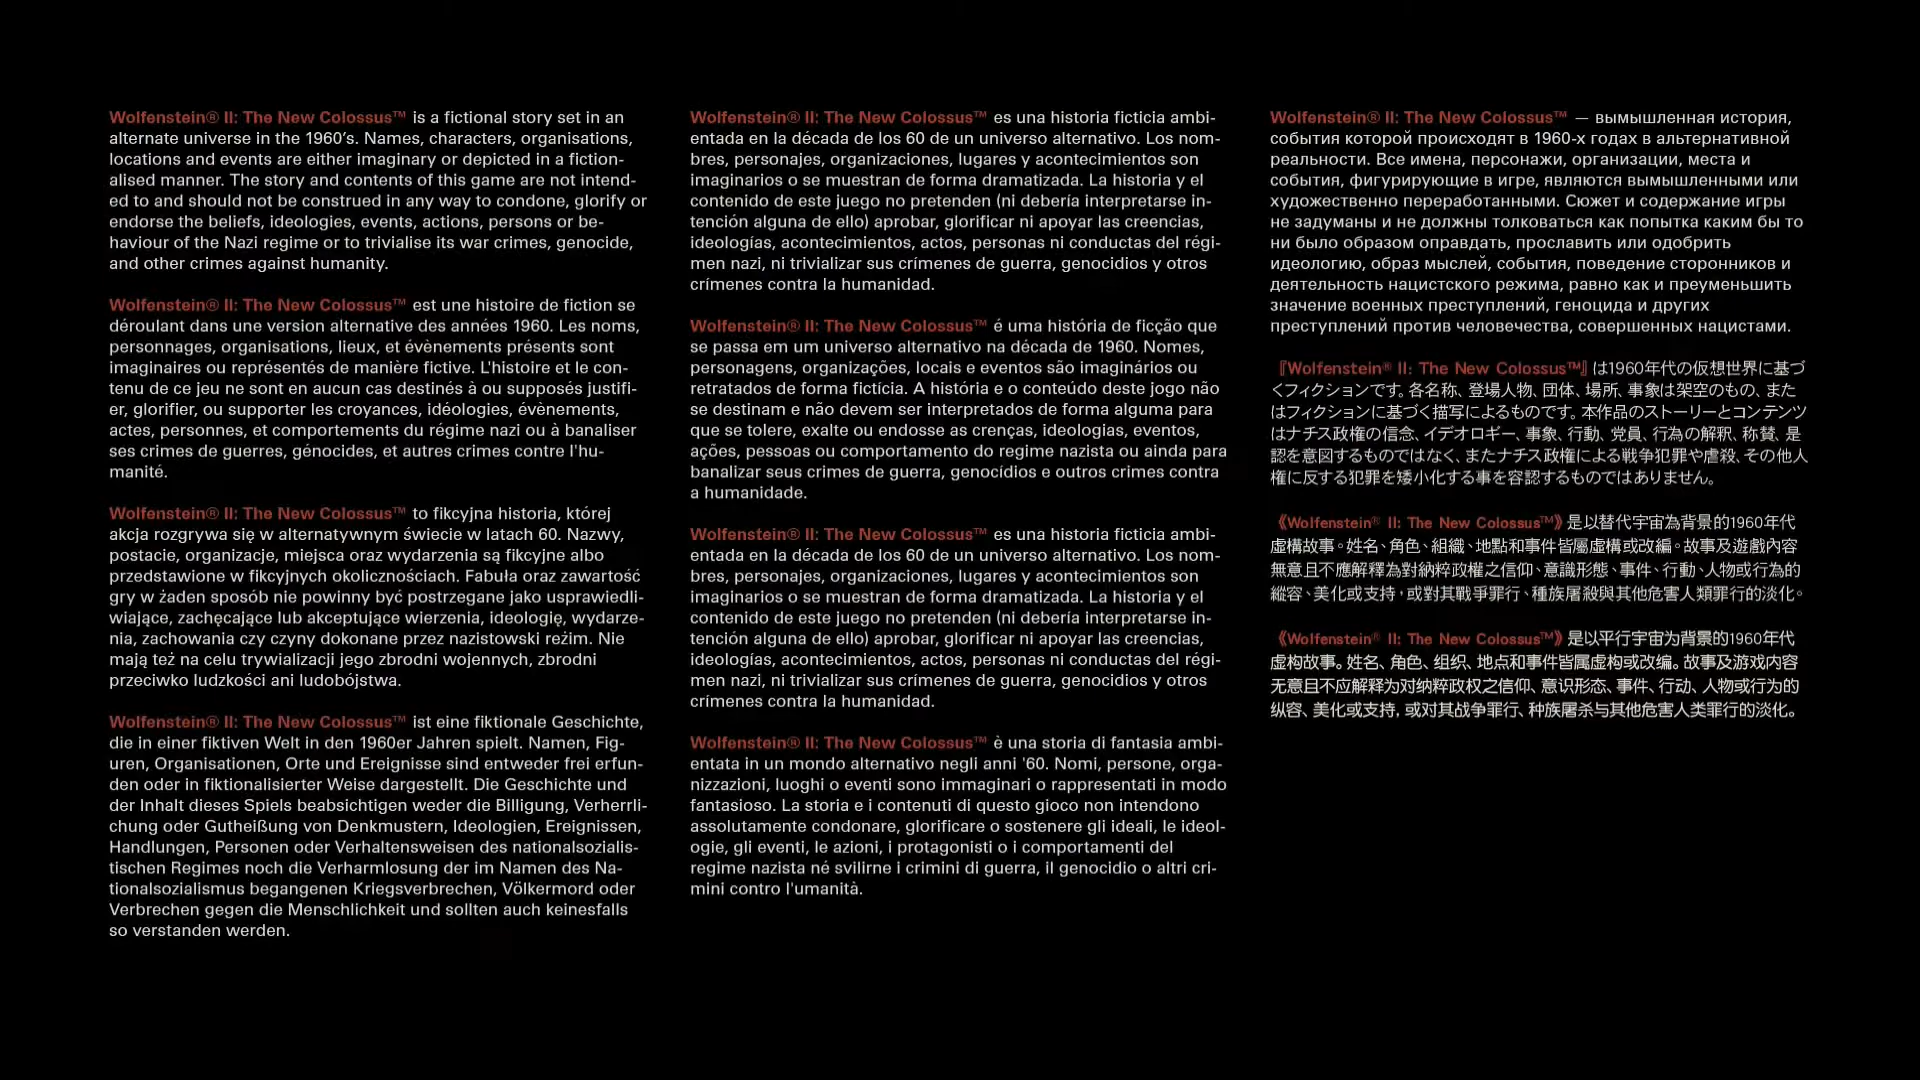 Wolfenstein® II: The New Colossus™ is a fictional story set in an
alternate universe in the 1960's. Names, characters, organisations,
locations and events are either imaginary or depicted in a fiction-
alised manner. The story and contents of this game are not intend-
ed to and should not be construed in any way to condone, glorify or
endorse the beliefs, ideologies, events, actions, persons or be-
haviour of the Nazi regime or to trivialise its war crimes, genocide,
and other crimes against humanity.
Wolfenstein® II: The New Colossus™ est une histoire de fiction se
déroulant dans une version alternative des années 1960. Les noms,
personnages, organisations, lieux, et évènements présents sont
imaginaires ou représentés de manière fictive. L'histoire et le con-
tenu de ce jeu ne sont en aucun cas destinés à ou supposés justifi-
er, glorifier, ou supporter les croyances, idéologies, évènements,
actes, personnes, et comportements du régime nazi ou à banaliser
ses crimes de guerres, génocides, et autres crimes contre l'hu-
manité.
Wolfenstein® II: The New Colossus™ to fikcyjna historia, której
akcja rozgrywa się w alternatywnym świecie w latach 60. Nazwy,
postacie, organizacje, miejsca oraz wydarzenia są fikcyjne albo
przedstawione w fikcyjnych okolicznościach. Fabuła oraz zawartość
gry w żaden sposób nie powinny być postrzegane jako usprawiedli-
wiające, zachęcające lub akceptujące wierzenia, ideologię, wydarze-
nia, zachowania czy czyny dokonane przez nazistowski reżim. Nie
mają też na celu trywializacji jego zbrodni wojennych, zbrodni
przeciwko ludzkości ani ludobójstwa.
Wolfenstein® II: The New Colossus™ ist eine fiktionale Geschichte,
die in einer fiktiven Welt in den 1960er Jahren spielt. Namen, Fig-
uren, Organisationen, Orte und Ereignisse sind entweder frei erfun-
den oder in fiktionalisierter Weise dargestellt. Die Geschichte und
der Inhalt dieses Spiels beabsichtigen weder die Billigung, Verherrli-
chung oder Gutheißung von Denkmustern, Ideologien, Ereignissen,
Handlungen, Personen oder Verhaltensweisen des nationalsozialis-
tischen Regimes noch die Verharmlosung der im Namen des Na-
tionalsozialismus begangenen Kriegsverbrechen, Völkermord oder
Verbrechen gegen die Menschlichkeit und sollten auch keinesfalls
so verstanden werden.
Wolfenstein® II: The New Colossus™ es una historia ficticia ambi-
entada en la década de los 60 de un universo alternativo. Los nom-
bres, personajes, organizaciones, lugares y acontecimientos son
imaginarios o se muestran de forma dramatizada. La historia y el
contenido de este juego no pretenden (ni debería interpretarse in-
tención alguna de ello) aprobar, glorificar ni apoyar las creencias,
ideologías, acontecimientos, actos, personas ni conductas del régi-
men nazi, ni trivializar sus crímenes de guerra, genocidios y otros
crímenes contra la humanidad.
Wolfenstein® II: The New Colossus™ é uma história de ficção que
se passa em um universo alternativo na década de 1960. Nomes,
personagens, organizações, locais e eventos são imaginários ou
retratados de forma fictícia. A história e o conteúdo deste jogo não
se destinam e não devem ser interpretados de forma alguma para
que se tolere, exalte ou endosse as crenças, ideologias, eventos,
ações, pessoas ou comportamento do regime nazista ou ainda para
banalizar seus crimes de guerra, genocídios e outros crimes contra
a humanidade.
Wolfenstein® II: The New Colossus™ es una historia ficticia ambi-
entada en la década de los 60 de un universo alternativo. Los nom-
bres, personajes, organizaciones, lugares y acontecimientos son
imaginarios o se muestran de forma dramatizada. La historia y el
contenido de este juego no pretenden (ni debería interpretarse in-
tención alguna de ello) aprobar, glorificar ni apoyar las creencias,
ideologías, acontecimientos, actos, personas ni conductas del régi-
men nazi, ni trivializar sus crímenes de guerra, genocidios y otros
crímenes contra la humanidad.
Wolfenstein® II: The New Colossus™ è una storia di fantasia ambi-
entata in un mondo alternativo negli anni '60. Nomi, persone, orga-
nizzazioni, luoghi o eventi sono immaginari o rappresentati in modo
fantasioso. La storia e i contenuti di questo gioco non intendono
assolutamente condonare, glorificare o sostenere gli ideali, le ideol-
ogie, gli eventi, le azioni, i protagonisti o i comportamenti del
regime nazista né svilirne i crimini di guerra, il genocidio o altri cri-
mini contro l'umanità.
Wolfenstein® II: The New Colossus™ — вымышленная история,
события которой происходят в 1960-х годах в альтернативной
реальности. Все имена, персонажи, организации, места и
события, фигурирующие в игре, являются вымышленными или
художественно переработанными. Сюжет и содержание игры
не задуманы и не должны толковаться как попытка каким бы то
ни было образом оправдать, прославить или одобрить
идеологию, образ мыслей, события, поведение сторонников и
деятельность нацистского режима, равно как и преуменьшить
значение военных преступлений, геноцида и других
преступлений против человечества, совершенных нацистами.
『Wolfenstein® II: The New Colossus™』は1960年代の仮想世界に基づ
くフィクションです。各名称、登場人物、団体、場所、事象は架空のもの、また
はフィクションに基づく描写によるものです。本作品のストーリーとコンテンツ
はナチス政権の信念、イデオロギー、事象、行動、党員、行為の解釈、称賛、是
認を意図するものではなく、またナチス政権による戦争犯罪や虐殺、その他人
権に反する犯罪を矮小化する事を容認するものではありません。
《Wolfenstein® II: The New Colossus™》是以替代宇宙為背景的1960年代
虛構故事。姓名、角色、組織、地點和事件皆屬虛構或改編。故事及遊戲內容
無意且不應解釋為對納粹政權之信仰、意識形態、事件、行動、人物或行為的
縱容、美化或支持，或對其戰爭罪行、種族屠殺與其他危害人類罪行的淡化。
《Wolfenstein® II: The New Colossus™》是以平行宇宙为背景的1960年代
虚构故事。姓名、角色、组织、地点和事件皆属虚构或改编。故事及游戏内容
无意且不应解释为对纳粹政权之信仰、意识形态、事件、行动、人物或行为的
纵容、美化或支持，或对其战争罪行、种族屠杀与其他危害人类罪行的淡化。